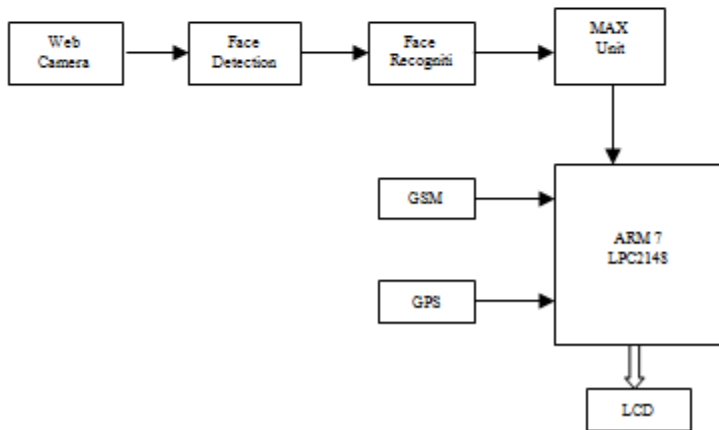 Web
Camera
Face
Detection
Face
Recogniti
MAX
Unit
GSM
ARM 7
LPC2148
GPS
LCD